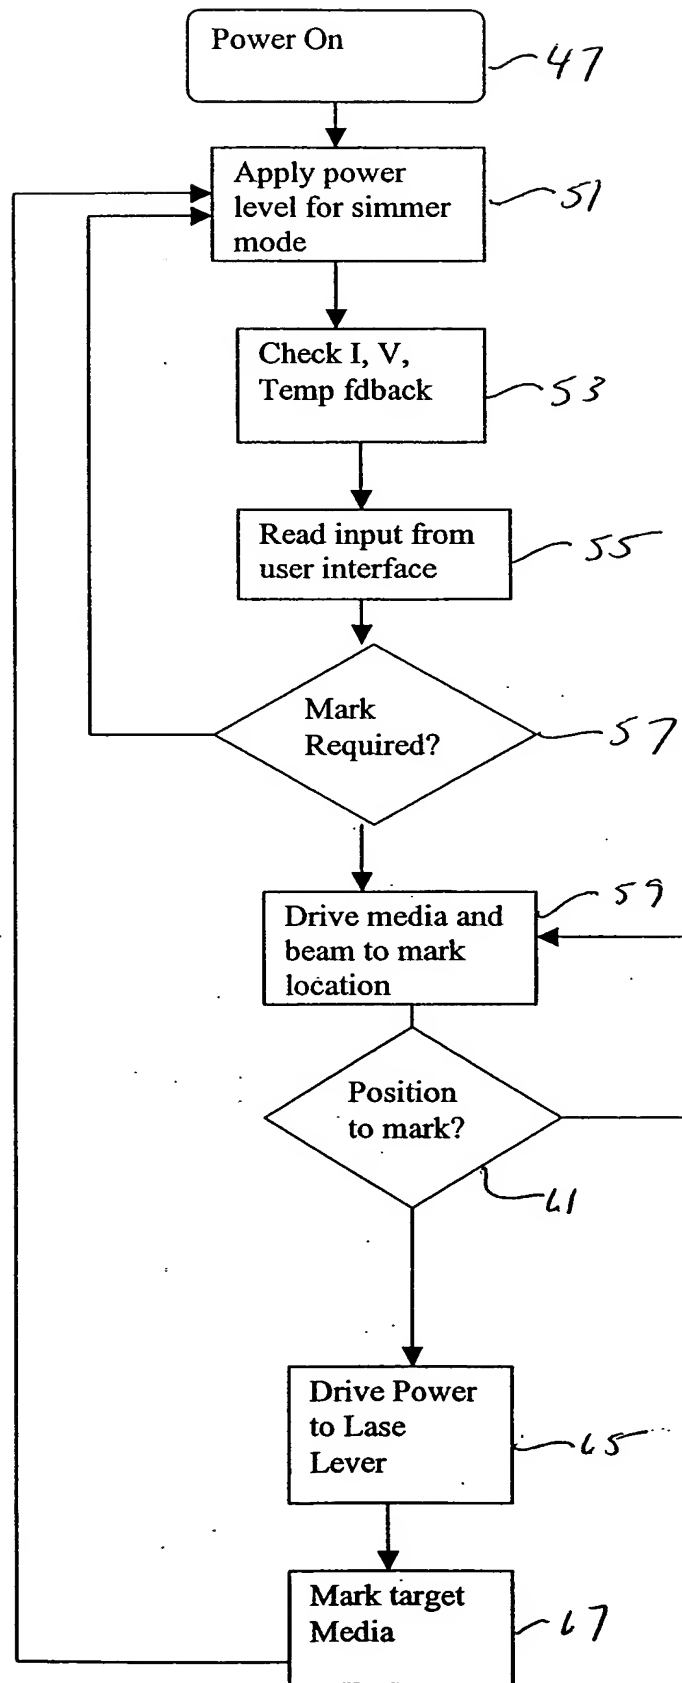 Power On
47
Apply power
level for simmer
mode
51
Check I, V,
Temp fdback
53
Read input from
user interface
55
Mark
Required?
57
59
Drive media and
beam to mark
location
Position
to mark?
61
Drive Power
to Lase
Lever
65
Mark target
Media
67